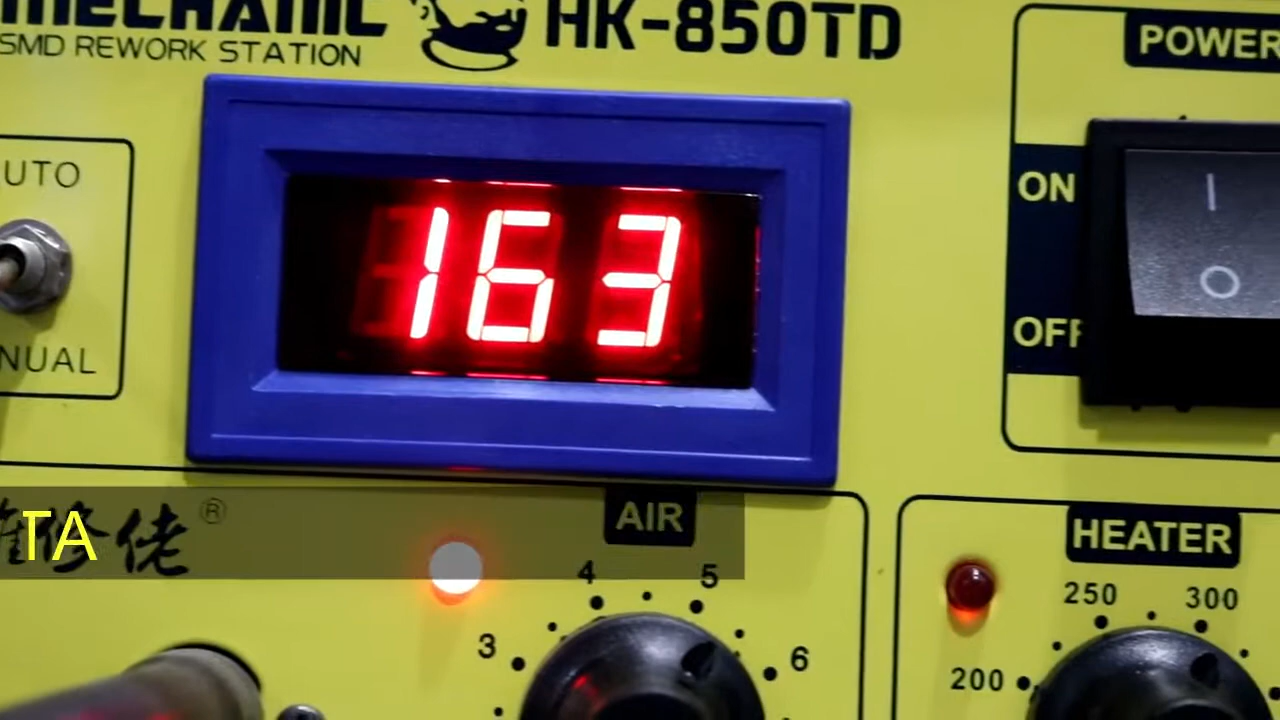 MECHANIC HK-850TD
SMD REWORK STATION
POWER
UTO
NUAL
163
ON
OFF
I
O
修佬®
TA
AIR
3
4
5
6
HEATER
200
250
300